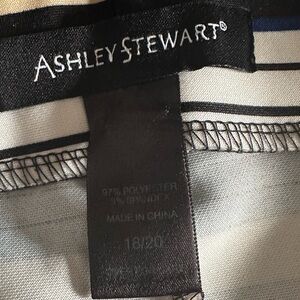 ASHLEY STEWART®
97% POLYESTER
3% SPANDEX
MADE IN CHINA
18/20